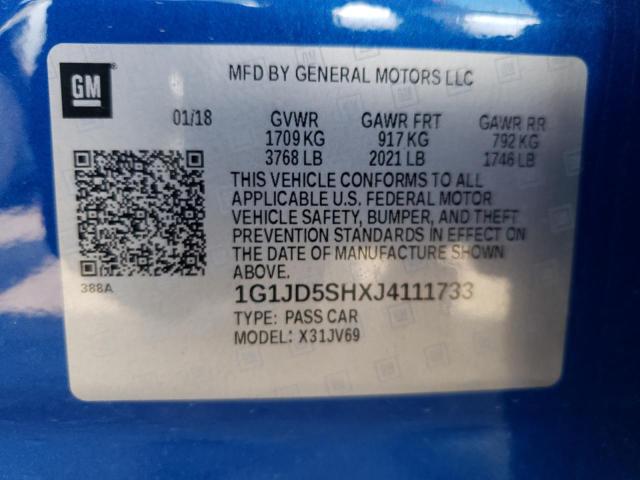 GM
MFD BY GENERAL MOTORS LLC
01/18 GVWR GAWR FRT GAWR RR
1709 KG 917 KG 792 KG
3768 LB 2021 LB 1746 LB
THIS VEHICLE CONFORMS TO ALL
APPLICABLE U.S. FEDERAL MOTOR
VEHICLE SAFETY, BUMPER, AND THEFT
PREVENTION STANDARDS IN EFFECT ON
THE DATE OF MANUFACTURE SHOWN
ABOVE.
388A
1G1JD5SHXJ4111733
TYPE: PASS CAR
MODEL: X31JV69